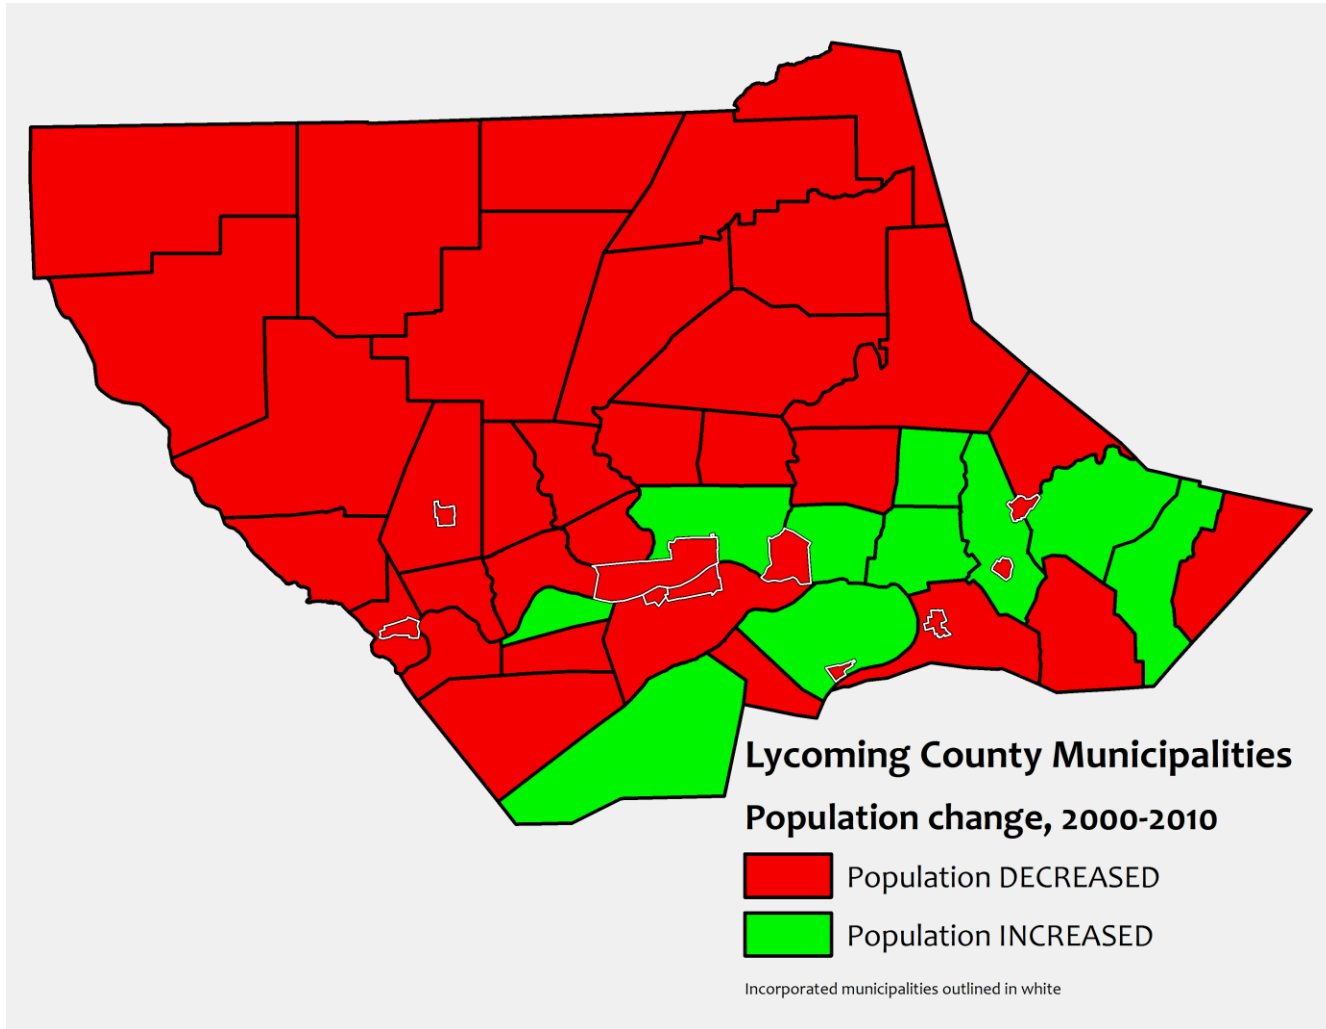 Lycoming County Municipalities
Population change, 2000-2010
Population DECREASED
Population INCREASED
Incorporated municipalities outlined in white